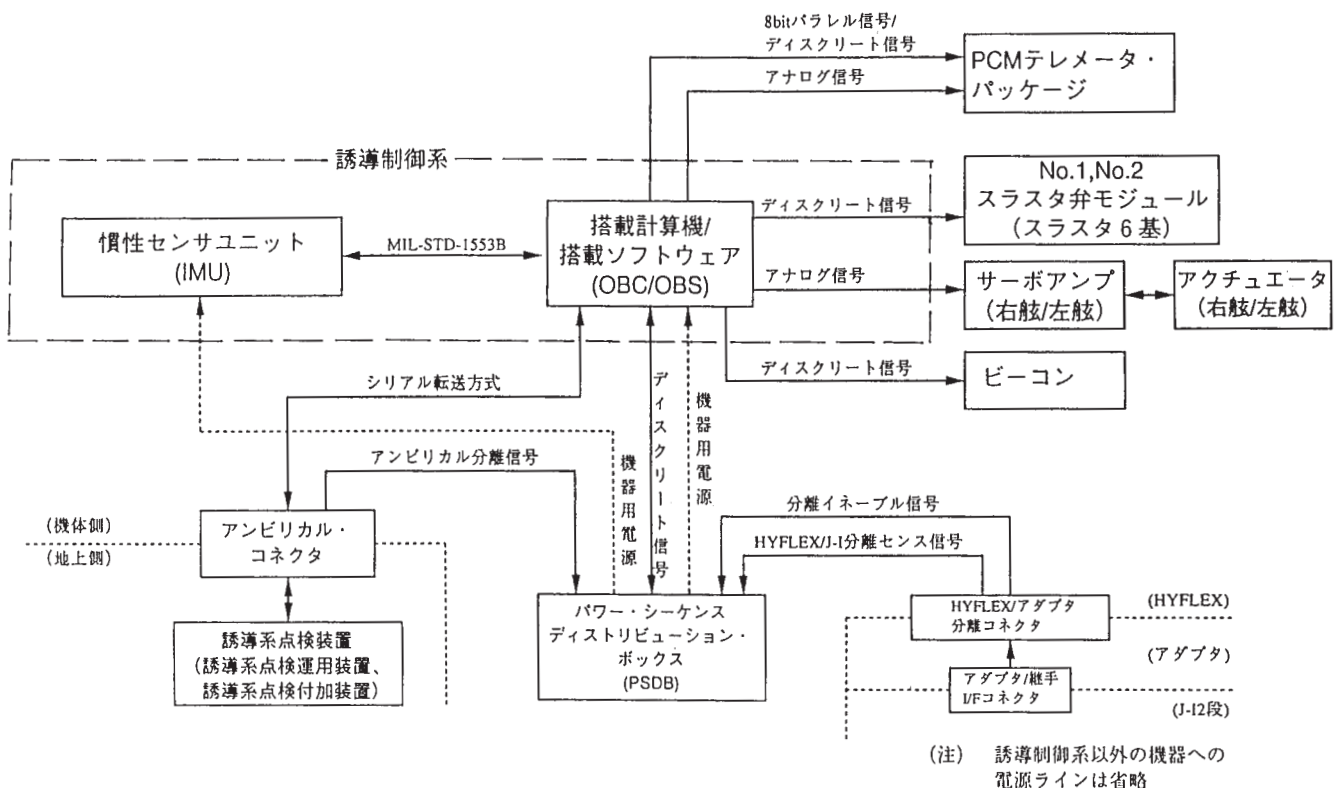 8bitパラレル信号/
ディスクリート信号
アナログ信号
PCMテレメータ・
パッケージ
誘導制御系
慣性センサユニット
(IMU)
MIL-STD-1553B
搭載計算機/
搭載ソフトウェア
(OBC/OBS)
ディスクリート信号
No.1,No.2
スラスタ弁モジュール
（スラスタ6基）
アナログ信号
サーボアンプ
（右舷/左舷）
アクチュエータ
（右舷/左舷）
ディスクリート信号
ビーコン
シリアル転送方式
アンビリカル分離信号
機器用電源
ディスクリート信号
機器用電源
分離イネーブル信号
HYFLEX/J-I分離センス信号
(機体側)
(地上側)
アンビリカル・
コネクタ
誘導系点検装置
(誘導系点検運用装置、
誘導系点検付加装置)
パワー・シーケンス
ディストリビューション・
ボックス
(PSDB)
HYFLEX/アダプタ
分離コネクタ
アダプタ/継手
I/Fコネクタ
(HYFLEX)
(アダプタ)
(J-I2段)
(注) 誘導制御系以外の機器への
電源ラインは省略